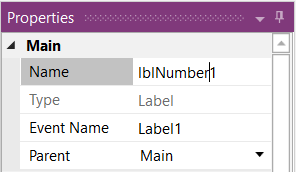 Properties
Main
Name lblNumber1
Type Label
Event Name Label1
Parent Main